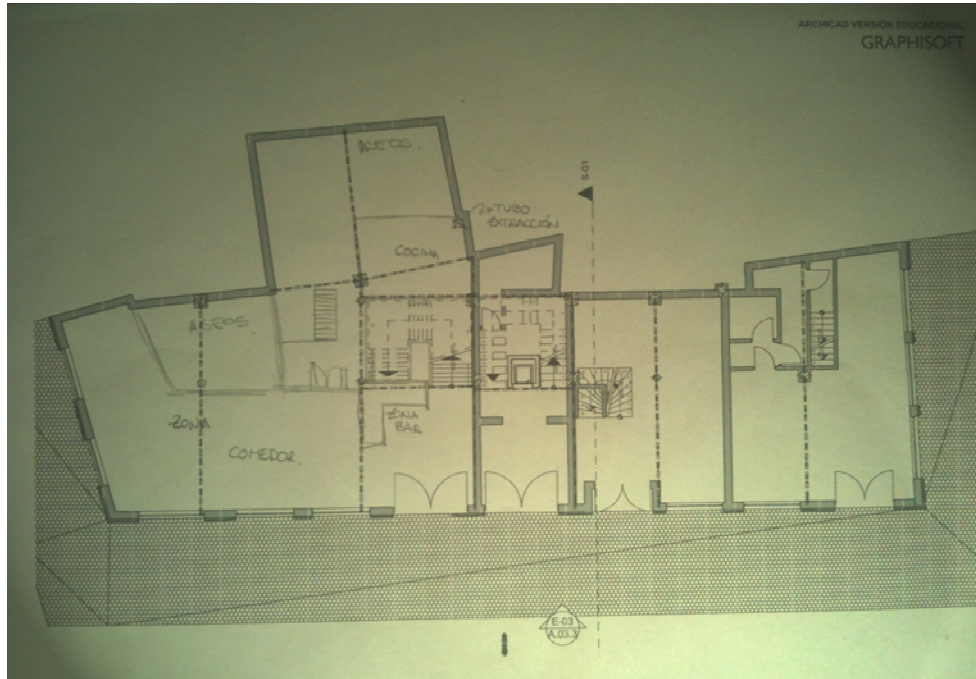 ARCHICAD VERSIÓN EDUCACIONAL
GRAPHISOFT
ASEOS.
S-01
TUBO
EXTRACCIÓN
COCINA
ASEOS.
ZONA
BAR
ZONA
COMEDOR.
E-03
A.03.3